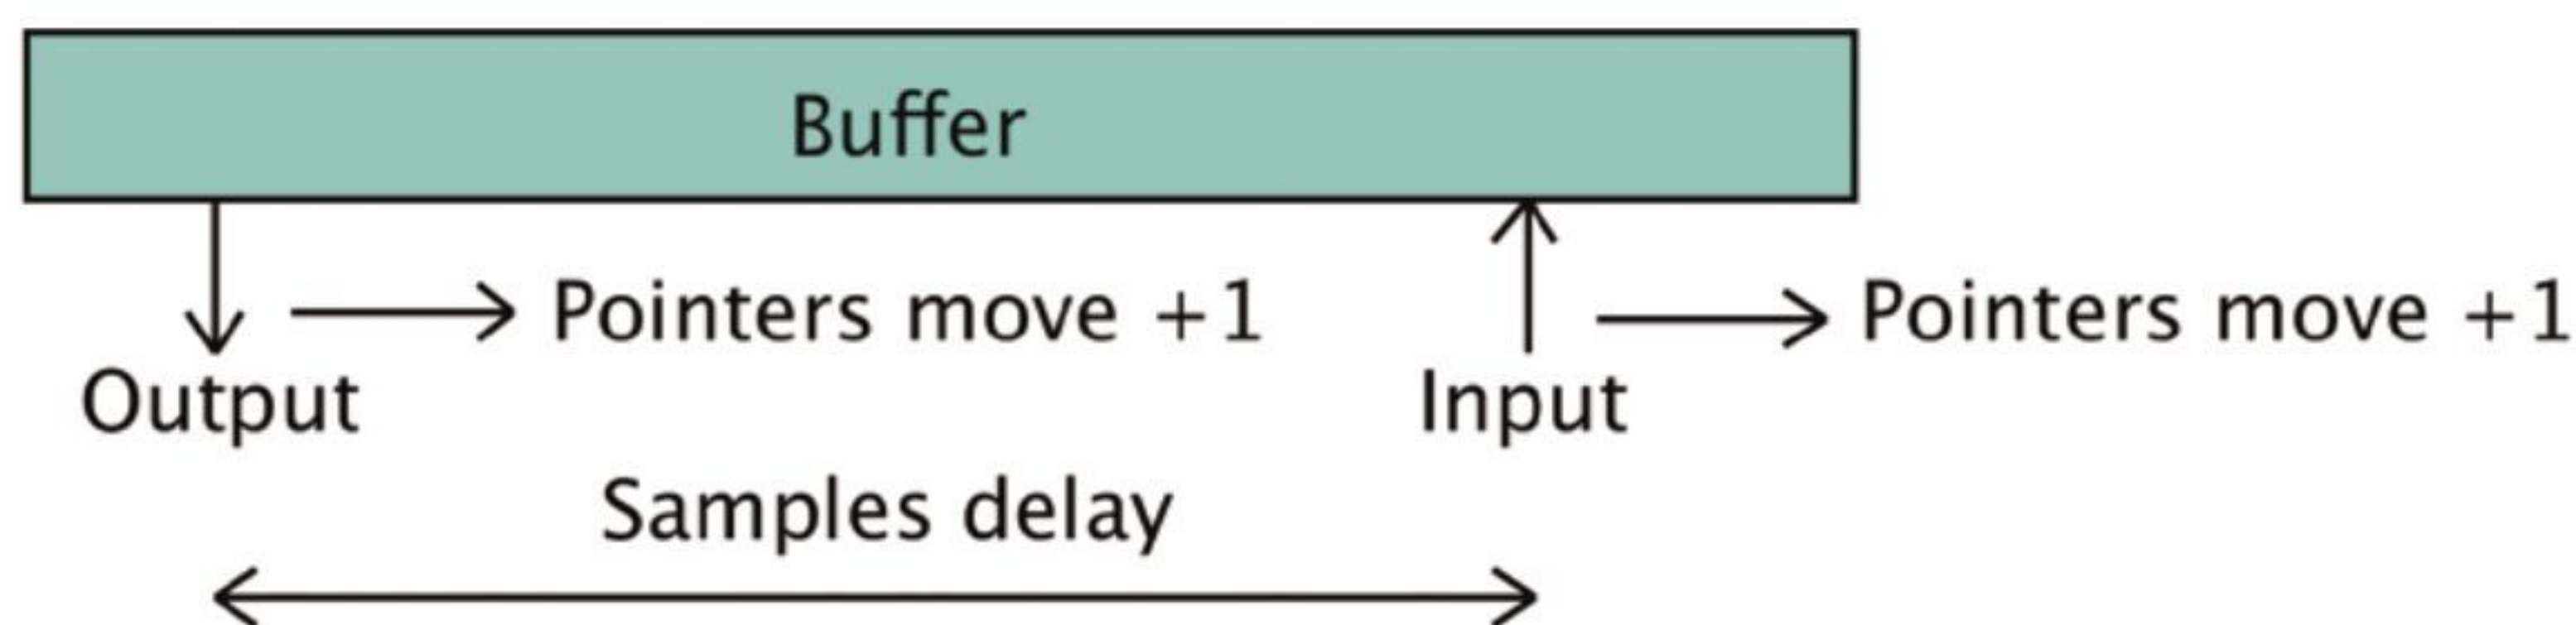 Buffer
Pointers move +1
Pointers move +1
Output
Input
Samples delay